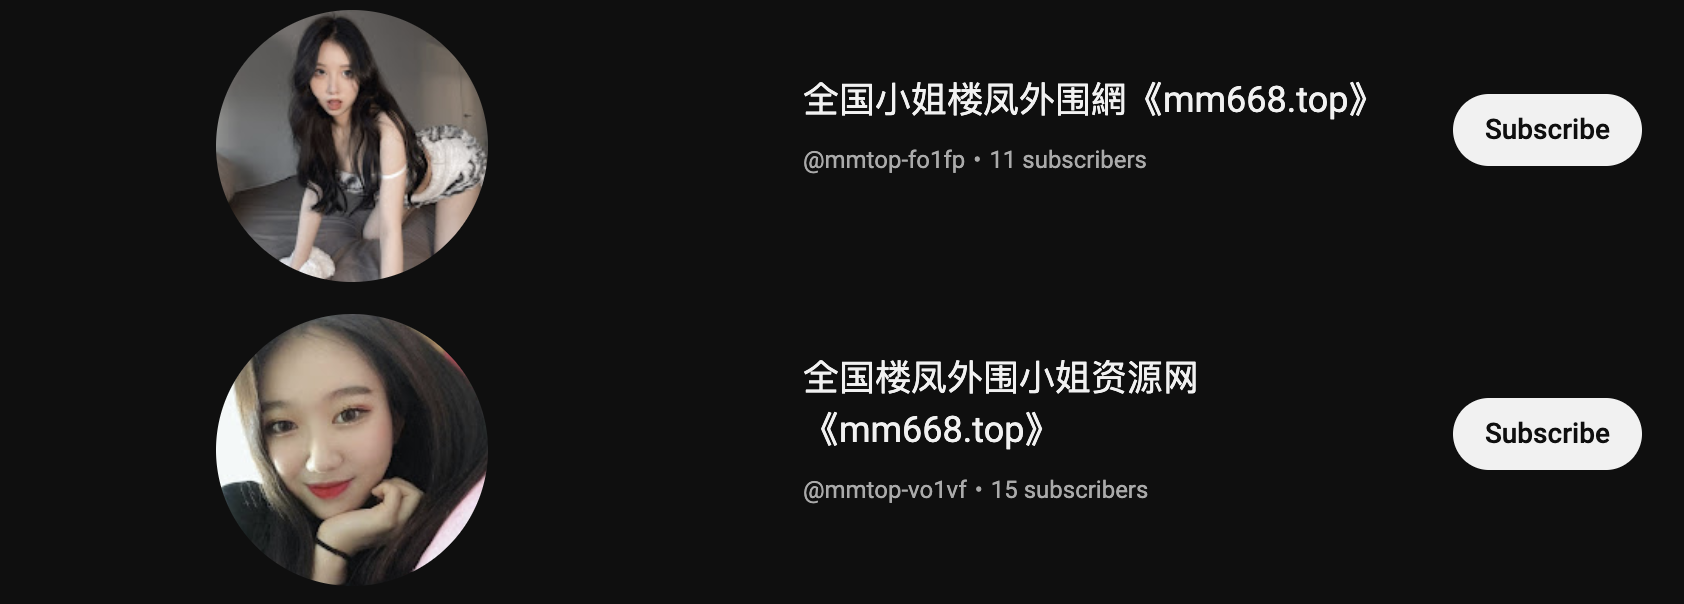 全国小姐楼凤外围網《mm668.top》
@mmtop-fo1fp • 11 subscribers
Subscribe
全国楼凤外围小姐资源网
《mm668.top》
@mmtop-vo1vf • 15 subscribers
Subscribe